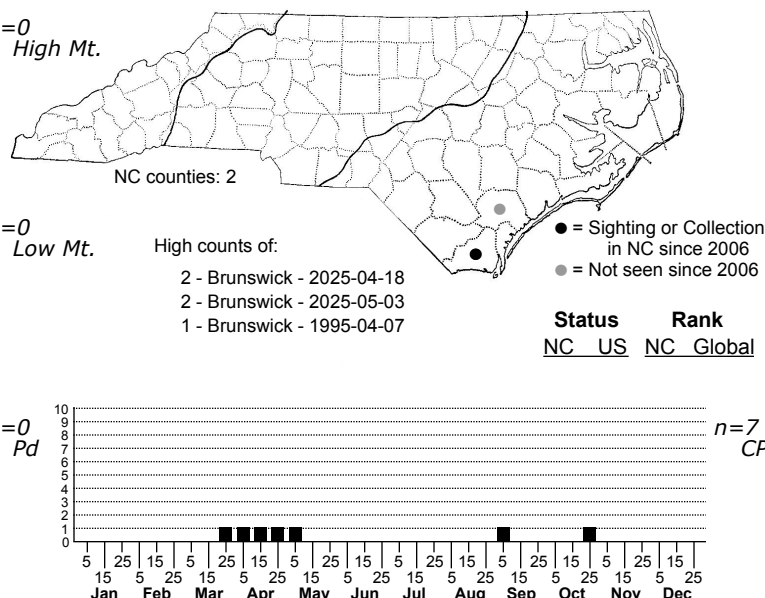 =0
High Mt.
NC counties: 2
=0
Low Mt.
High counts of:
2 - Brunswick - 2025-04-18
2 - Brunswick - 2025-05-03
1 - Brunswick - 1995-04-07
● = Sighting or Collection
in NC since 2006
● = Not seen since 2006
Status Rank
NC US NC Global
=0
Pd
n=7
CP
10
9
8
7
6
5
4
3
2
1
0
5 25 15 5 25 15 5 25 15 5 25 15 5 25 15 5 25 15
15 5 25 15 5 25 15 5 25 15 5 25 15 5 25 15 5 25
Jan Feb Mar Apr May Jun Jul Aug Sep Oct Nov Dec